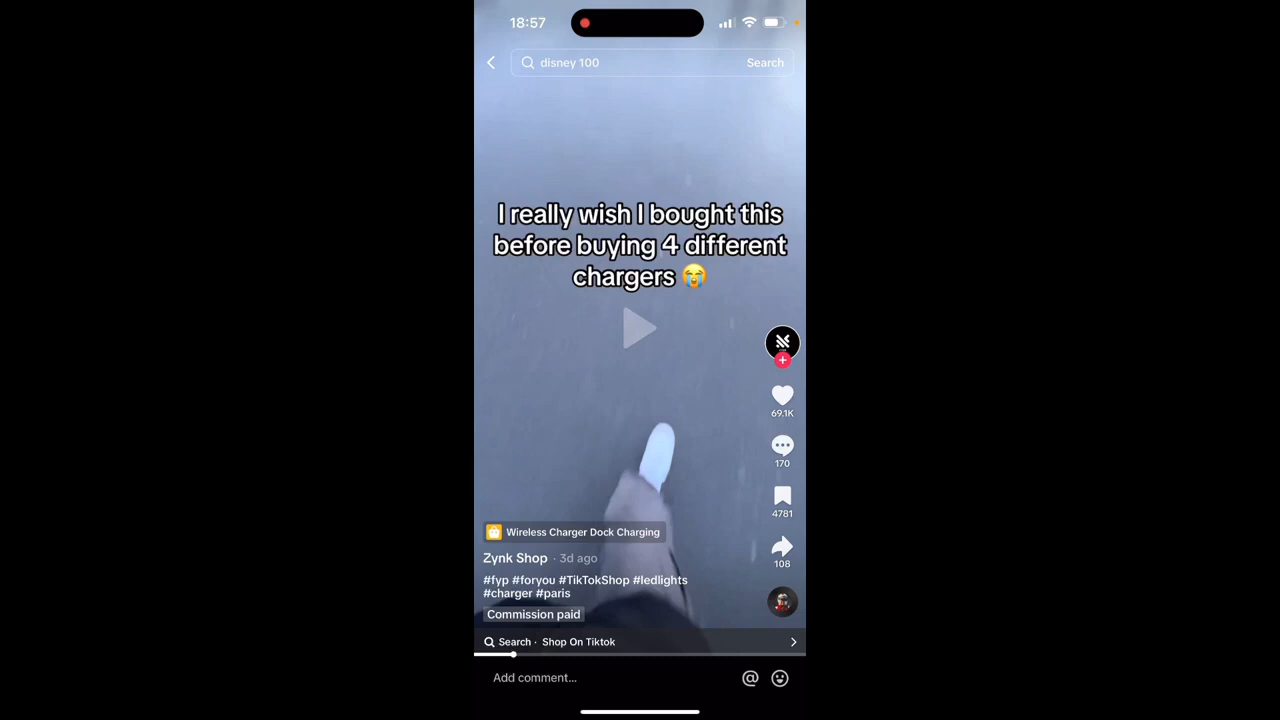 18:57
disney 100
Search
I really wish I bought this
before buying 4 different
chargers 😭
69.1K
170
4781
108
Wireless Charger Dock Charging
Zynk Shop · 3d ago
#fyp #foryou #TikTokShop #ledlights
#charger #paris
Commission paid
Search · Shop On Tiktok
Add comment...
@